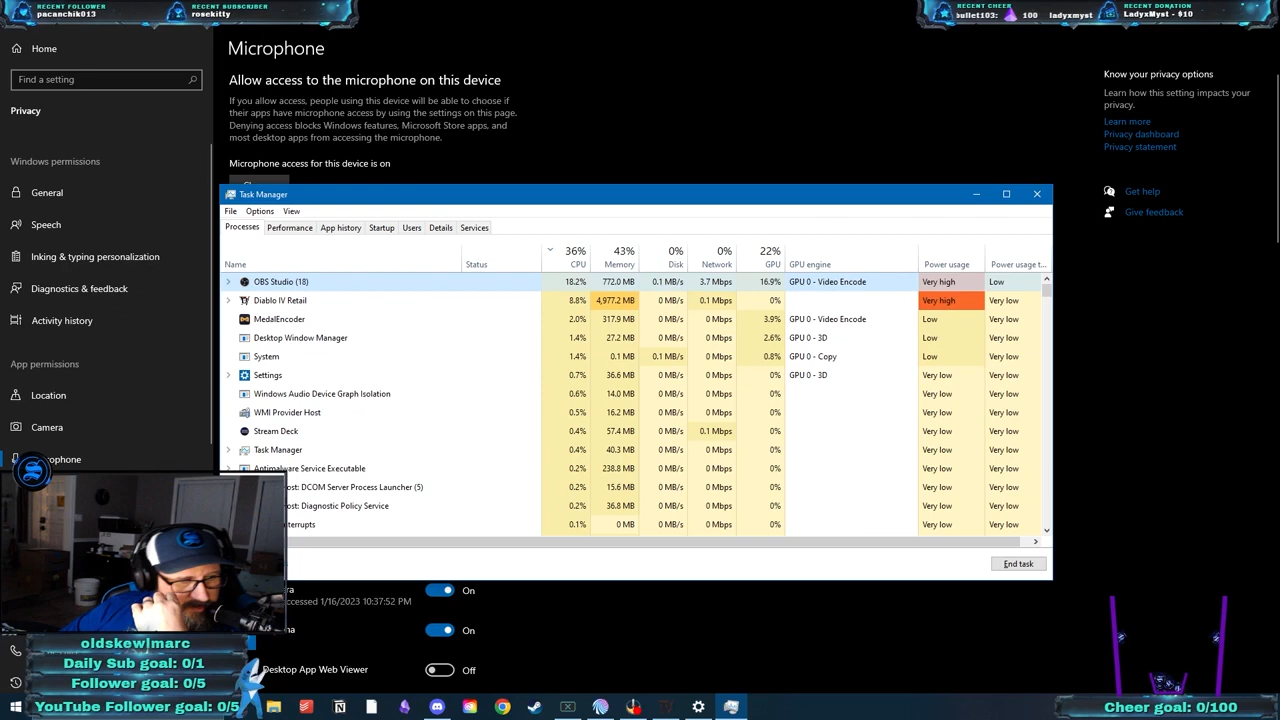 RECENT FOLLOWER
pacanchik013
RECENT SUBSCRIBER
rosekitty
RECENT CHEER
bullet103: 100 ladyxmyst
RECENT DONATION
LadyxMyst - $10
Home
Find a setting
Privacy
Windows permissions
General
Speech
Inking & typing personalization
Diagnostics & feedback
Activity history
App permissions
Location
Camera
ophone
Microphone
Allow access to the microphone on this device
If you allow access, people using this device will be able to choose if
their apps have microphone access by using the settings on this page.
Denying access blocks Windows features, Microsoft Store apps, and
most desktop apps from accessing the microphone.
Microphone access for this device is on
Know your privacy options
Learn how this setting impacts your
privacy.
Learn more
Privacy dashboard
Privacy statement
Get help
Give feedback
Task Manager
File Options View
Processes Performance App history Startup Users Details Services
36% 43% 0% 0% 22%
Name Status CPU Memory Disk Network GPU GPU engine Power usage Power usage t...
OBS Studio (18) 18.2% 772.0 MB 0.1 MB/s 3.7 Mbps 16.9% GPU 0 - Video Encode Very high Low
Diablo IV Retail 8.8% 4,977.2 MB 0 MB/s 0.1 Mbps 0% Very high Very low
MedalEncoder 2.0% 317.9 MB 0 MB/s 0 Mbps 3.9% GPU 0 - Video Encode Low Very low
Desktop Window Manager 1.4% 27.2 MB 0 MB/s 0 Mbps 2.6% GPU 0 - 3D Low Very low
System 1.4% 0.1 MB 0.1 MB/s 0 Mbps 0.8% GPU 0 - Copy Low Very low
Settings 0.7% 36.6 MB 0 MB/s 0 Mbps 0% GPU 0 - 3D Very low Very low
Windows Audio Device Graph Isolation 0.6% 14.0 MB 0 MB/s 0 Mbps 0% Very low Very low
WMI Provider Host 0.5% 16.2 MB 0 MB/s 0 Mbps 0% Very low Very low
Stream Deck 0.4% 57.4 MB 0 MB/s 0.1 Mbps 0% Very low Very low
Task Manager 0.4% 40.3 MB 0 MB/s 0 Mbps 0% Very low Very low
Antimalware Service Executable 0.2% 238.8 MB 0 MB/s 0 Mbps 0% Very low Very low
ost: DCOM Server Process Launcher (5) 0.2% 15.6 MB 0 MB/s 0 Mbps 0% Very low Very low
ost: Diagnostic Policy Service 0.2% 36.8 MB 0 MB/s 0 Mbps 0% Very low Very low
terrupts 0.1% 0 MB 0 MB/s 0 Mbps 0% Very low Very low
End task
ra
ccessed 1/16/2023 10:37:52 PM
On
na
On
Desktop App Web Viewer
Off
oldskewlmarc
Daily Sub goal: 0/1
Follower goal: 0/5
YouTube Follower goal: 0/5
Cheer goal: 0/100